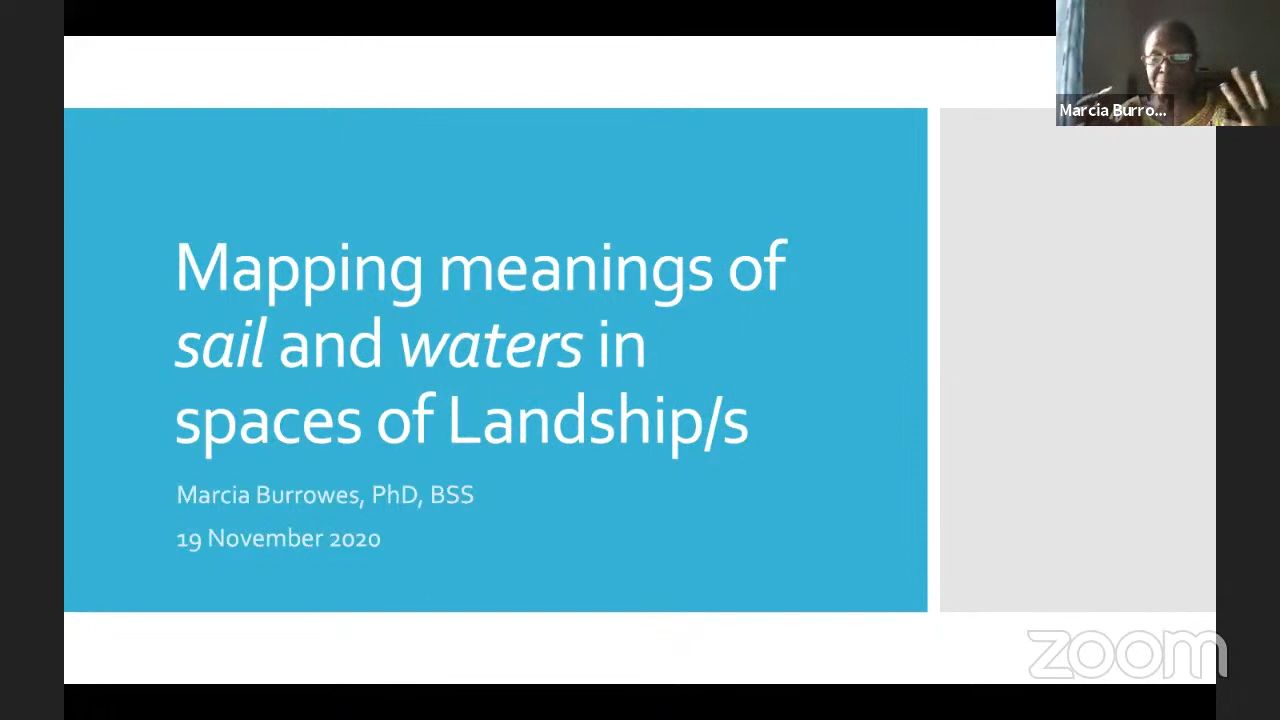 Marcia Burro...
Mapping meanings of
sail and waters in
spaces of Landship/s
Marcia Burrowes, PhD, BSS
19 November 2020
zoom